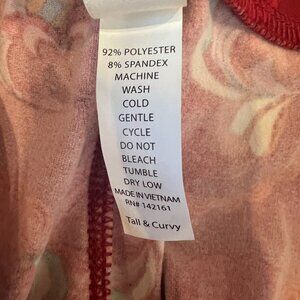 92% POLYESTER
8% SPANDEX
MACHINE
WASH
COLD
GENTLE
CYCLE
DO NOT
BLEACH
TUMBLE
DRY LOW
MADE IN VIETNAM
RN# 142161
Tall & Curvy